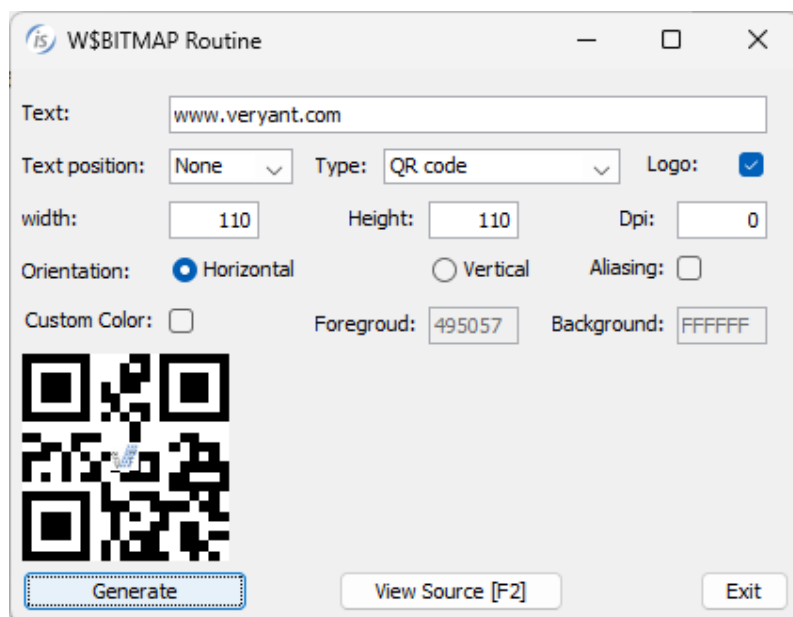 is W$BITMAP Routine
Text: www.veryant.com
Text position: None Type: QR code Logo:
width: 110 Height: 110 Dpi: 0
Orientation: Horizontal Vertical Aliasing:
Custom Color: Foregroud: 495057 Background: FFFFFF
Generate View Source [F2] Exit